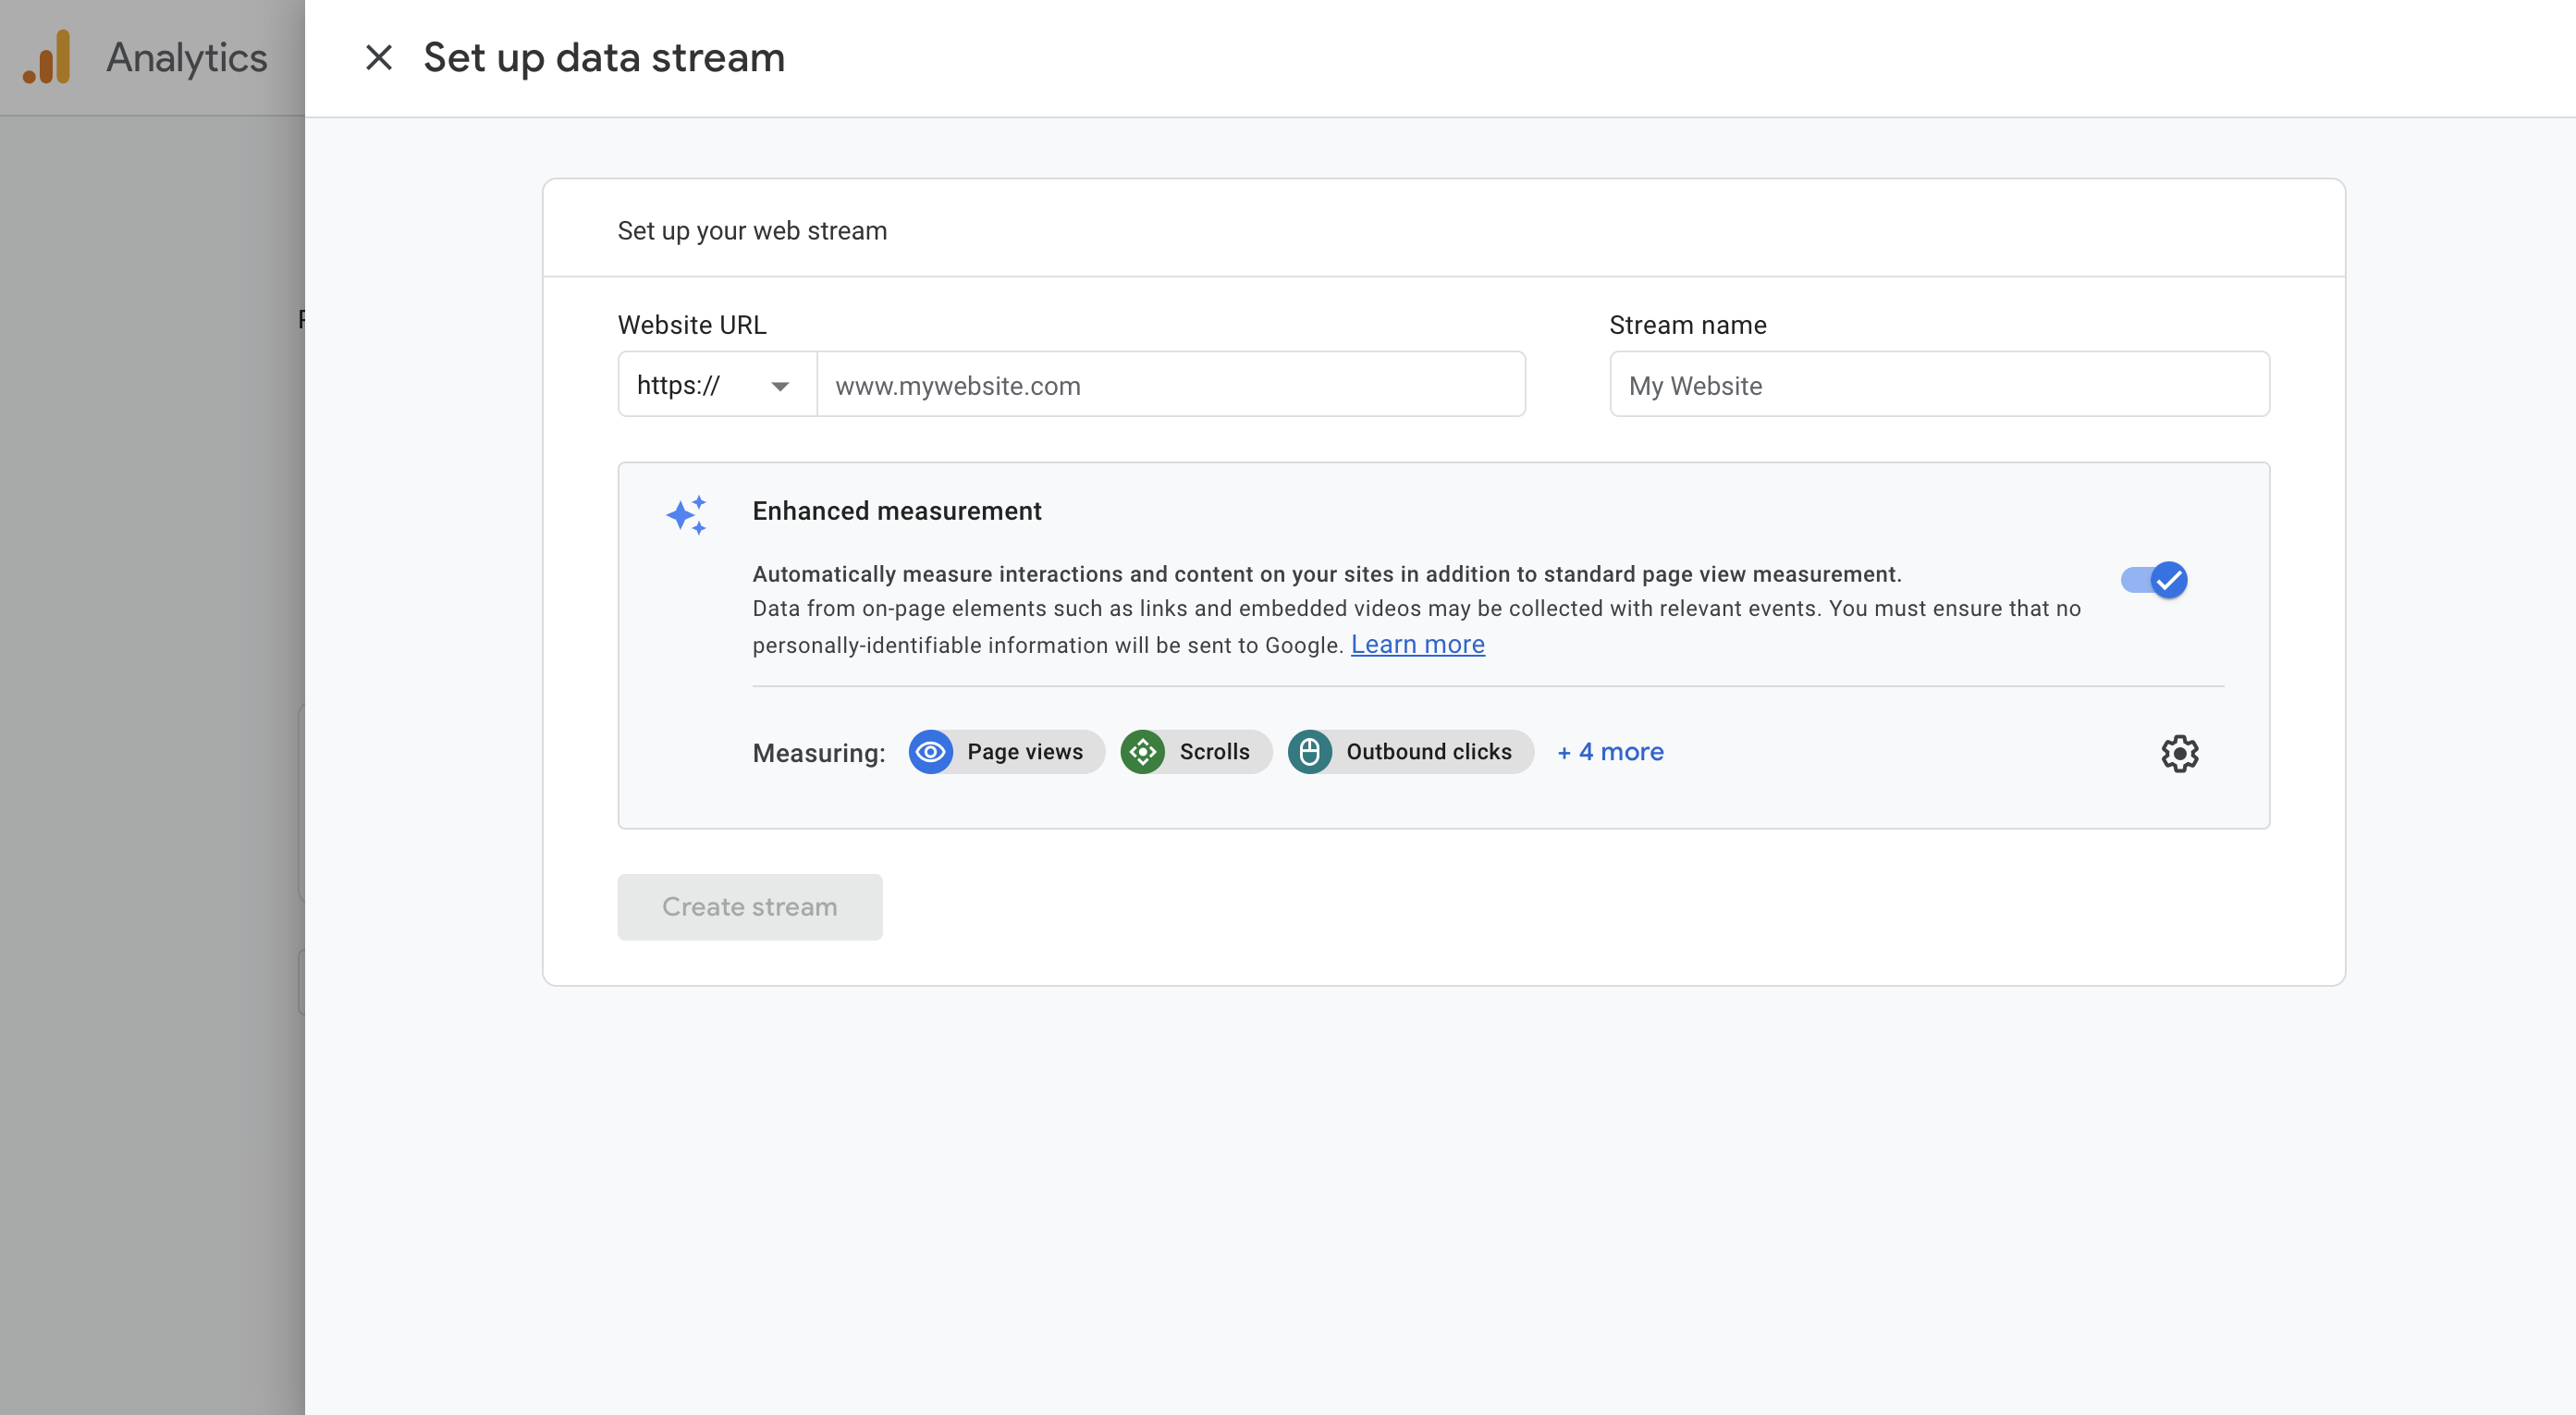 Analytics
Set up data stream
Set up your web stream
Website URL
Stream name
https://
www.mywebsite.com
My Website
Enhanced measurement
Automatically measure interactions and content on your sites in addition to standard page view measurement.
Data from on-page elements such as links and embedded videos may be collected with relevant events. You must ensure that no
personally-identifiable information will be sent to Google. Learn more
Measuring: Page views Scrolls Outbound clicks + 4 more
Create stream